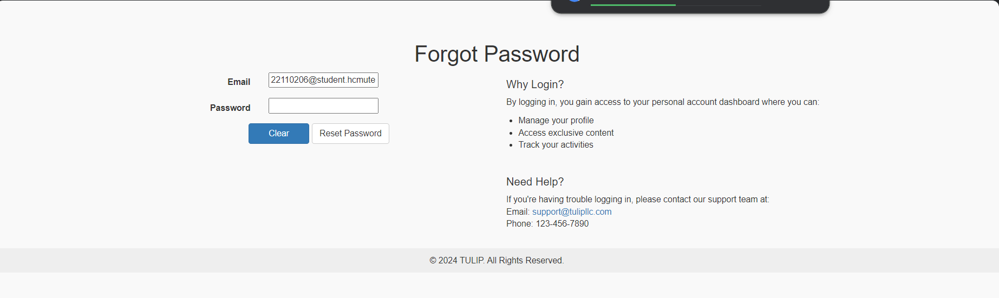 Forgot Password
Email
22110206@student.hcmute
Password
Clear
Reset Password
Why Login?
By logging in, you gain access to your personal account dashboard where you can:
• Manage your profile
• Access exclusive content
• Track your activities
Need Help?
If you're having trouble logging in, please contact our support team at:
Email: support@tulipllc.com
Phone: 123-456-7890
© 2024 TULIP. All Rights Reserved.